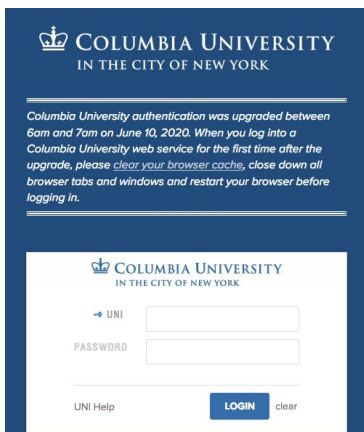 COLUMBIA UNIVERSITY
IN THE CITY OF NEW YORK
Columbia University authentication was upgraded between
6am and 7am on June 10, 2020. When you log into a
Columbia University web service for the first time after the
upgrade, please clear your browser cache, close down all
browser tabs and windows and restart your browser before
logging in.
COLUMBIA UNIVERSITY
IN THE CITY OF NEW YORK
UNI
PASSWORD
UNI Help LOGIN clear